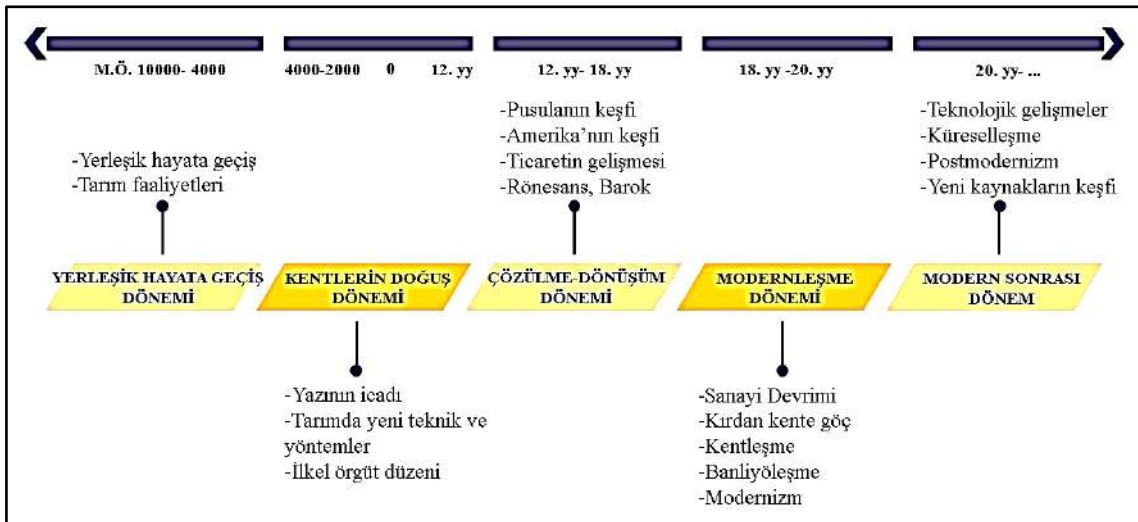 M.Ö. 10000- 4000
4000-2000 0 12. yy
12. yy- 18. yy
18. yy -20. yy
20. yy- ...
-Yerleşik hayata geçiş
-Tarım faaliyetleri
-Pusulanın keşfi
-Amerika’nın keşfi
-Ticaretin gelişmesi
-Rönesans, Barok
-Teknolojik gelişmeler
-Küreselleşme
-Postmodernizm
-Yeni kaynakların keşfi
YERLEŞİK HAYATA GEÇİŞ
DÖNEMİ
KENTLERİN DOĞUŞ
DÖNEMİ
ÇÖZÜLME-DÖNÜŞÜM
DÖNEMİ
MODERNLEŞME
DÖNEMİ
MODERN SONRASI
DÖNEM
-Yazının icadı
-Tarımda yeni teknik ve
yöntemler
-İlkel örgüt düzeni
-Sanayi Devrimi
-Kırdan kente göç
-Kentleşme
-Banliyöleşme
-Modernizm